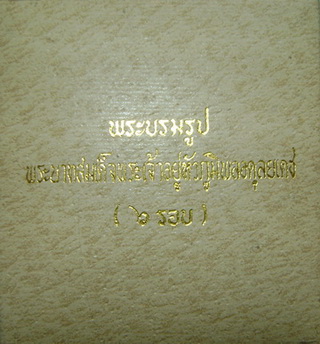 พระบรมรูป
พระบาทสมเด็จพระเจ้าอยู่หัวภูมิพลอดุลยเดช
( ๖ รอบ )